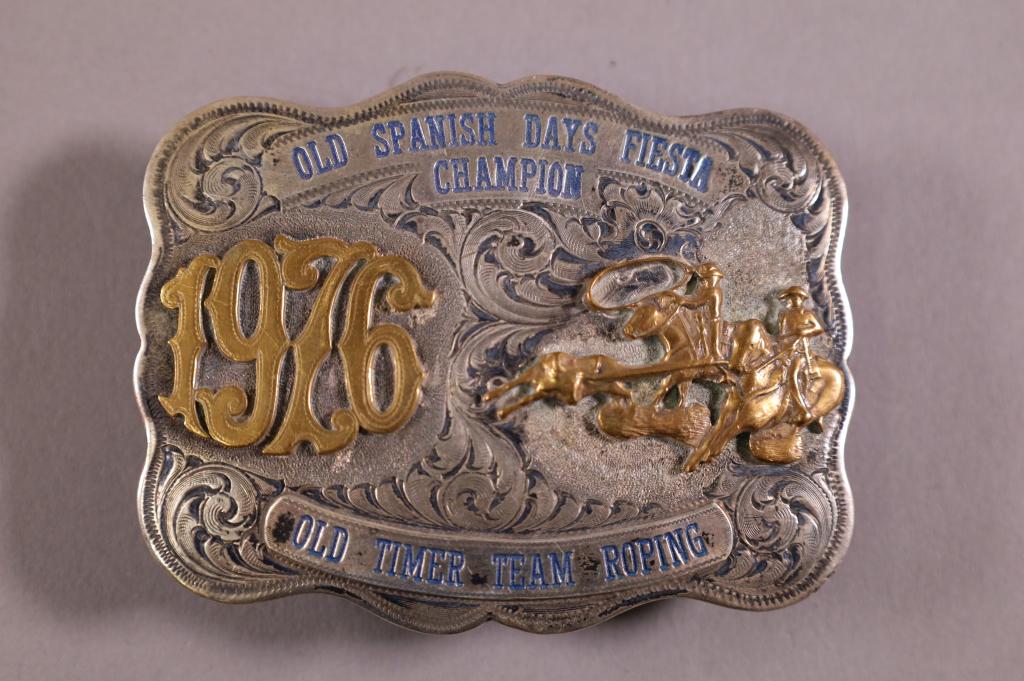 OLD SPANISH DAYS FIESTA
CHAMPION
1976
OLD TIMER TEAM ROPING